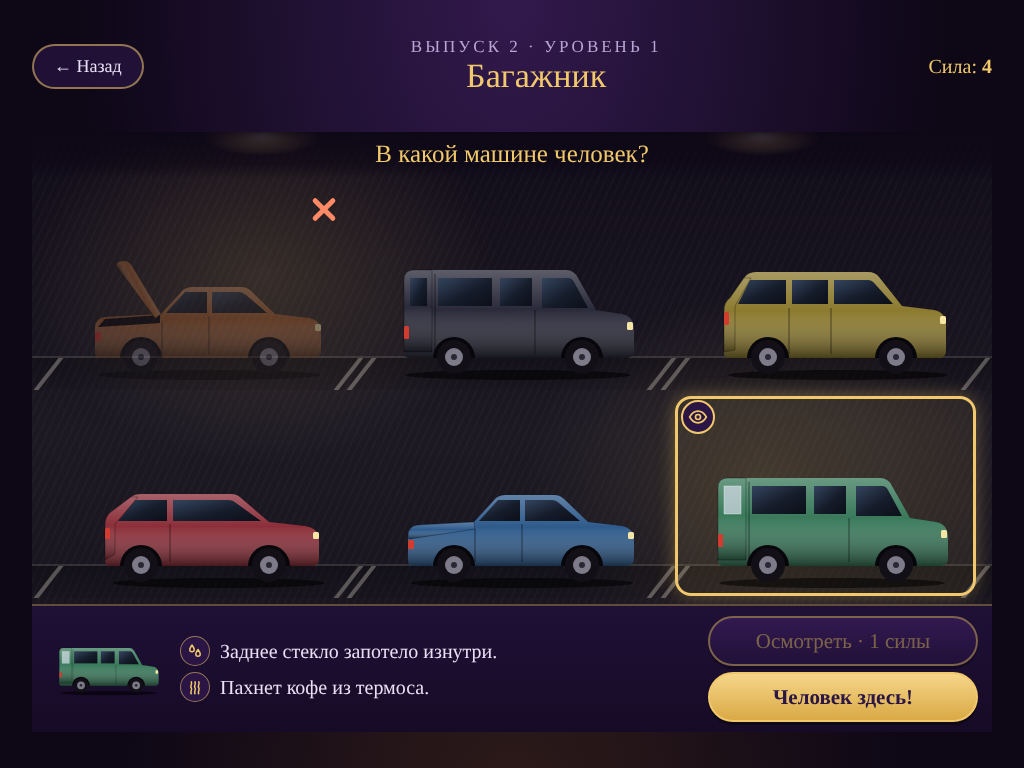 ← Назад
ВЫПУСК 2 · УРОВЕНЬ 1
Багажник
Сила: 4
В какой машине человек?
Заднее стекло запотело изнутри.
Пахнет кофе из термоса.
Осмотреть · 1 силы
Человек здесь!